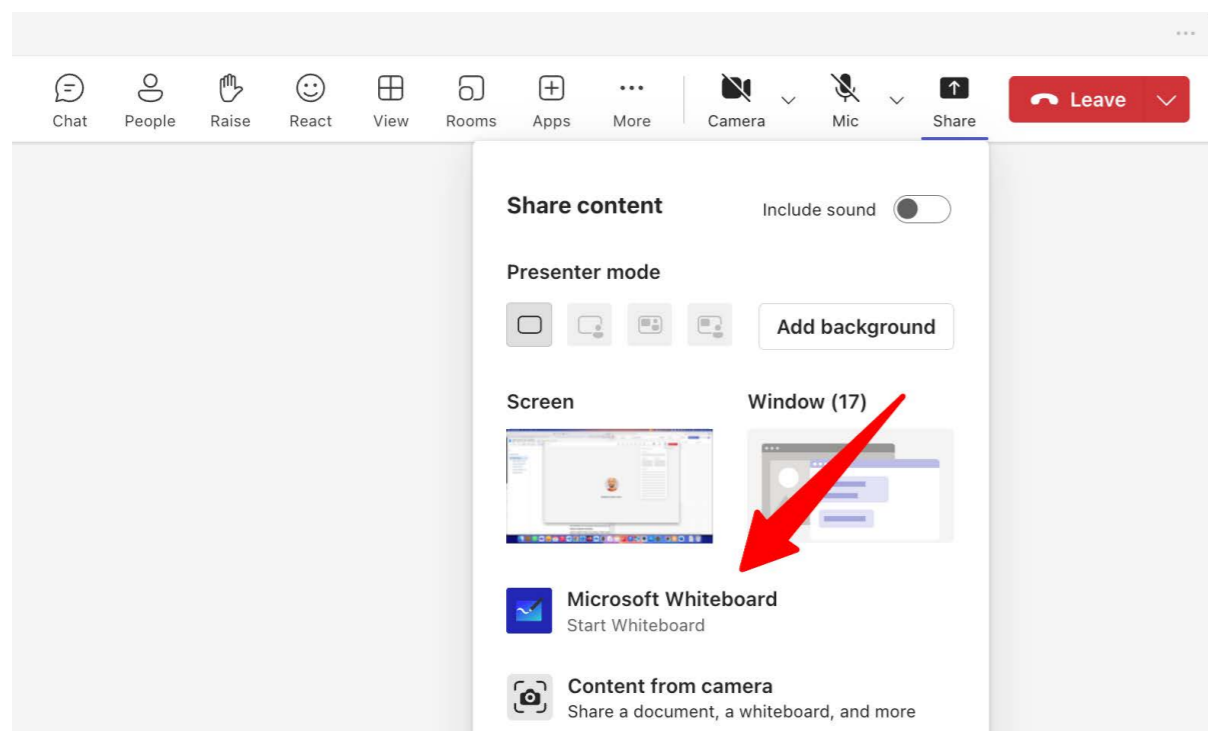 Chat People Raise React View Rooms Apps More Camera Mic Share Leave
Share content Include sound
Presenter mode
Add background
Screen Window (17)
Microsoft Whiteboard
Start Whiteboard
Content from camera
Share a document, a whiteboard, and more